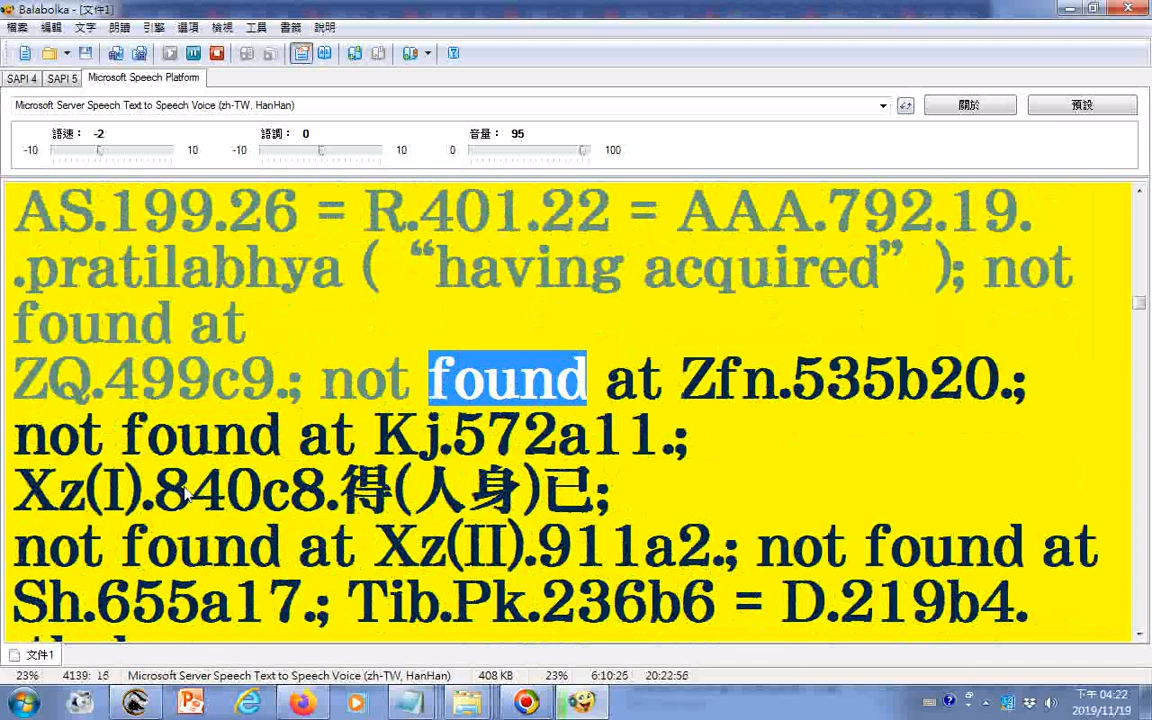 Balabolka - [文件1]
檔案 編輯 文字 朗讀 引擎 選項 檢視 工具 書籤 說明
SAPI 4 SAPI 5 Microsoft Speech Platform
Microsoft Server Speech Text to Speech Voice (zh-TW, HanHan) 關於 預設
語速： -2 語調： 0 音量： 95
-10 10 -10 10 0 100
AS.199.26 = R.401.22 = AAA.792.19.
.pratilabhya ( “having acquired” ); not
found at
ZQ.499c9.; not found at Zfn.535b20.;
not found at Kj.572a11.;
Xz(I).840c8.得(人身)已;
not found at Xz(II).911a2.; not found at
Sh.655a17.; Tib.Pk.236b6 = D.219b4.
文件1
23% 4139: 16 Microsoft Server Speech Text to Speech Voice (zh-TW, HanHan) 408 KB 23% 6:10:25 20:22:56
下午 04:22
2019/11/19